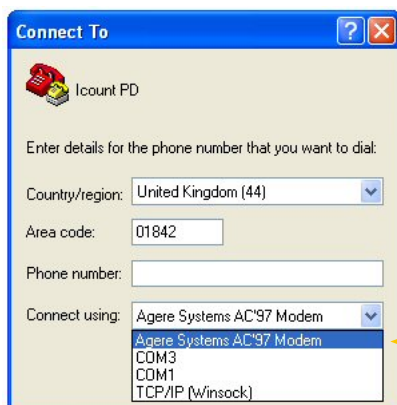 Connect To
Icount PD
Enter details for the phone number that you want to dial:
Country/region: United Kingdom (44)
Area code: 01842
Phone number:
Connect using: Agere Systems AC'97 Modem
Agere Systems AC'97 Modem
COM3
COM1
TCP/IP (Winsock)